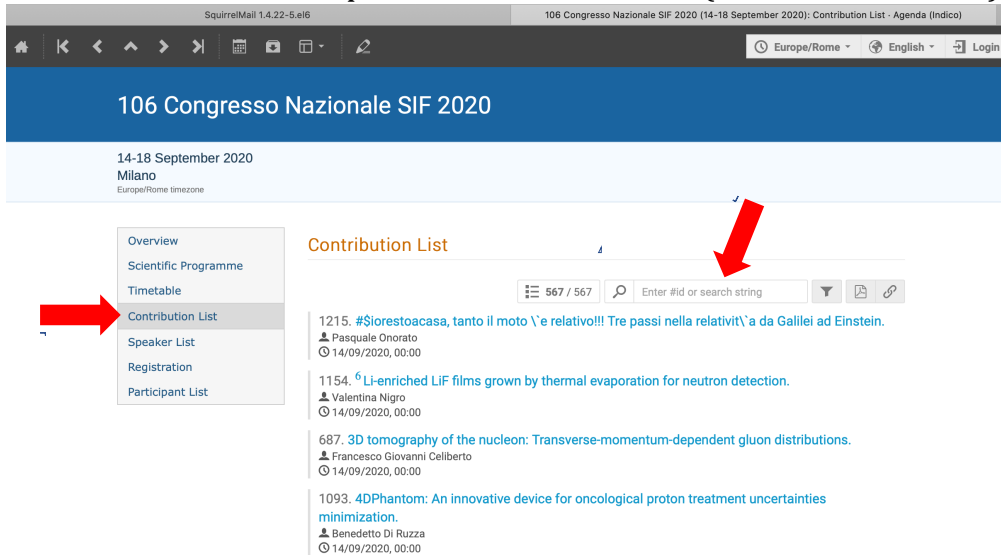 SquirrelMail 1.4.22-5.el6
106 Congresso Nazionale SIF 2020 (14-18 September 2020): Contribution List · Agenda (Indico)
Europe/Rome
English
Login
106 Congresso Nazionale SIF 2020
14-18 September 2020
Milano
Europe/Rome timezone
Overview
Scientific Programme
Timetable
Contribution List
Speaker List
Registration
Participant List
Contribution List
567 / 567
Enter #id or search string
1215. #$iorestoacasa, tanto il moto \`e relativo!!! Tre passi nella relativit\`a da Galilei ad Einstein.
Pasquale Onorato
14/09/2020, 00:00
1154. ⁶Li-enriched LiF films grown by thermal evaporation for neutron detection.
Valentina Nigro
14/09/2020, 00:00
687. 3D tomography of the nucleon: Transverse-momentum-dependent gluon distributions.
Francesco Giovanni Celiberto
14/09/2020, 00:00
1093. 4DPhantom: An innovative device for oncological proton treatment uncertainties
minimization.
Benedetto Di Ruzza
14/09/2020, 00:00